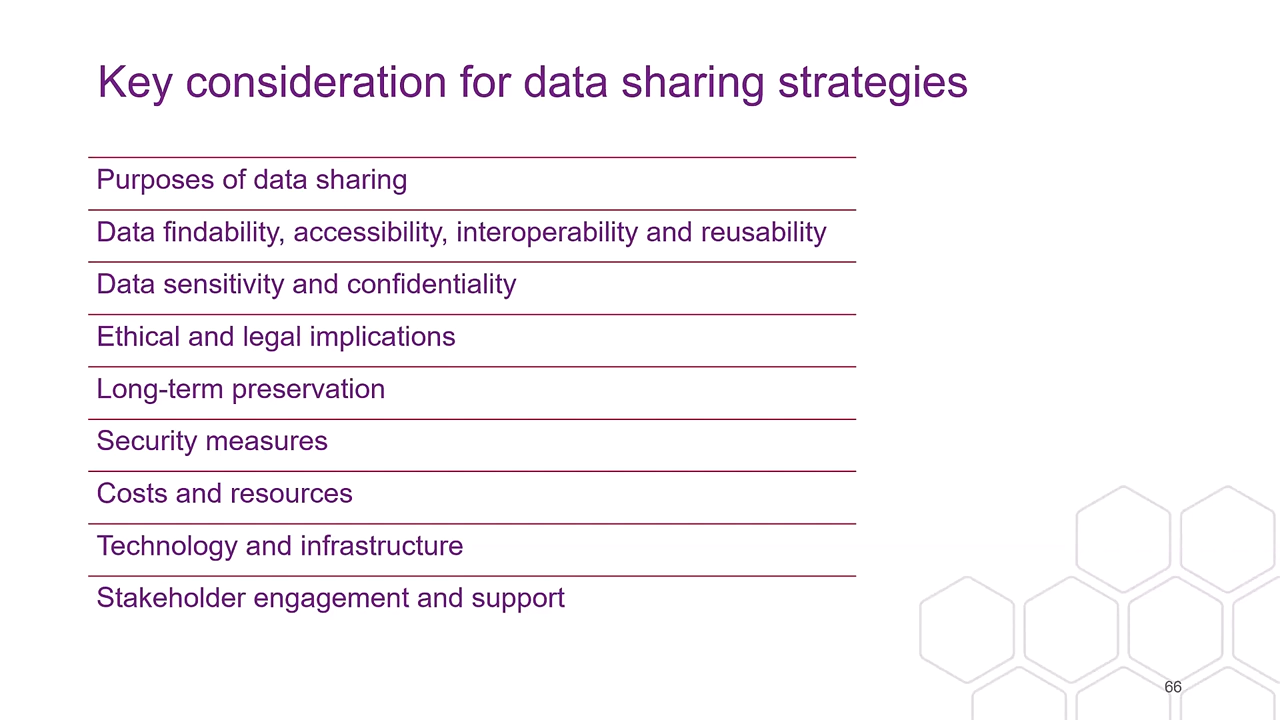 Key consideration for data sharing strategies
Purposes of data sharing
Data findability, accessibility, interoperability and reusability
Data sensitivity and confidentiality
Ethical and legal implications
Long-term preservation
Security measures
Costs and resources
Technology and infrastructure
Stakeholder engagement and support
66